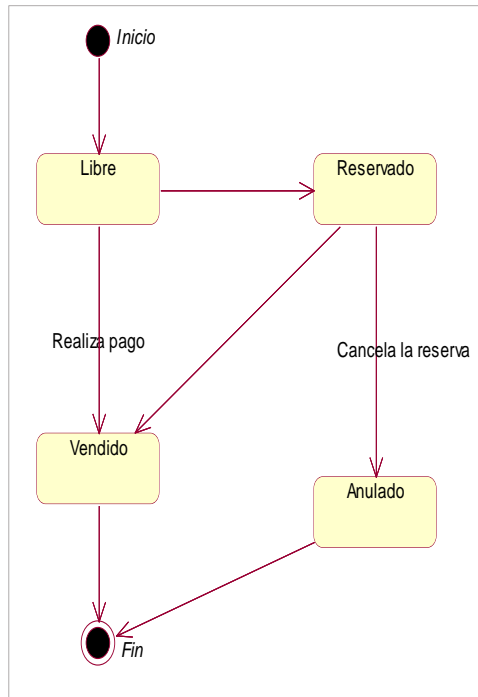 Inicio
Libre
Reservado
Realiza pago
Cancela la reserva
Vendido
Anulado
Fin